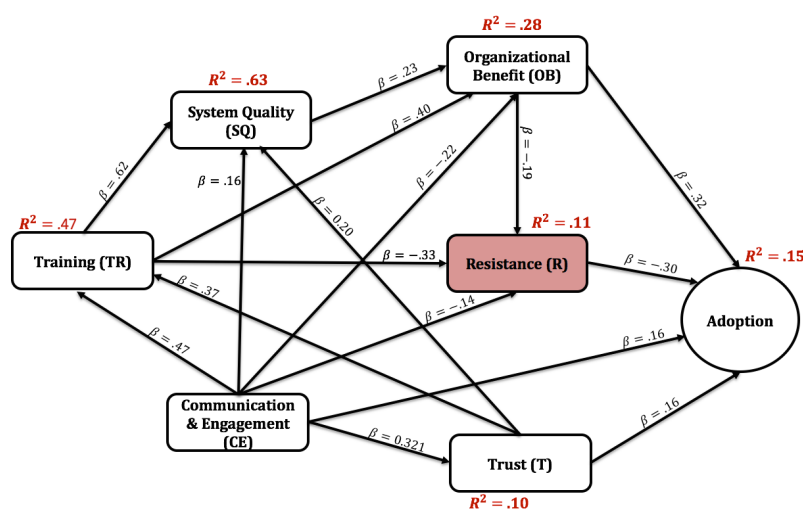 R² = .28
Organizational
Benefit (OB)
R² = .63
System Quality
(SQ)
β = .23
β = .40
β = .62
β = .16
β = −.22
β = −.19
β = .32
β = 0.20
R² = .47
Training (TR)
β = −.33
R² = .11
Resistance (R)
β = −.30
R² = .15
Adoption
β = .37
β = −.14
β = .47
β = .16
Communication
& Engagement
(CE)
β = 0.321
Trust (T)
β = .16
R² = .10